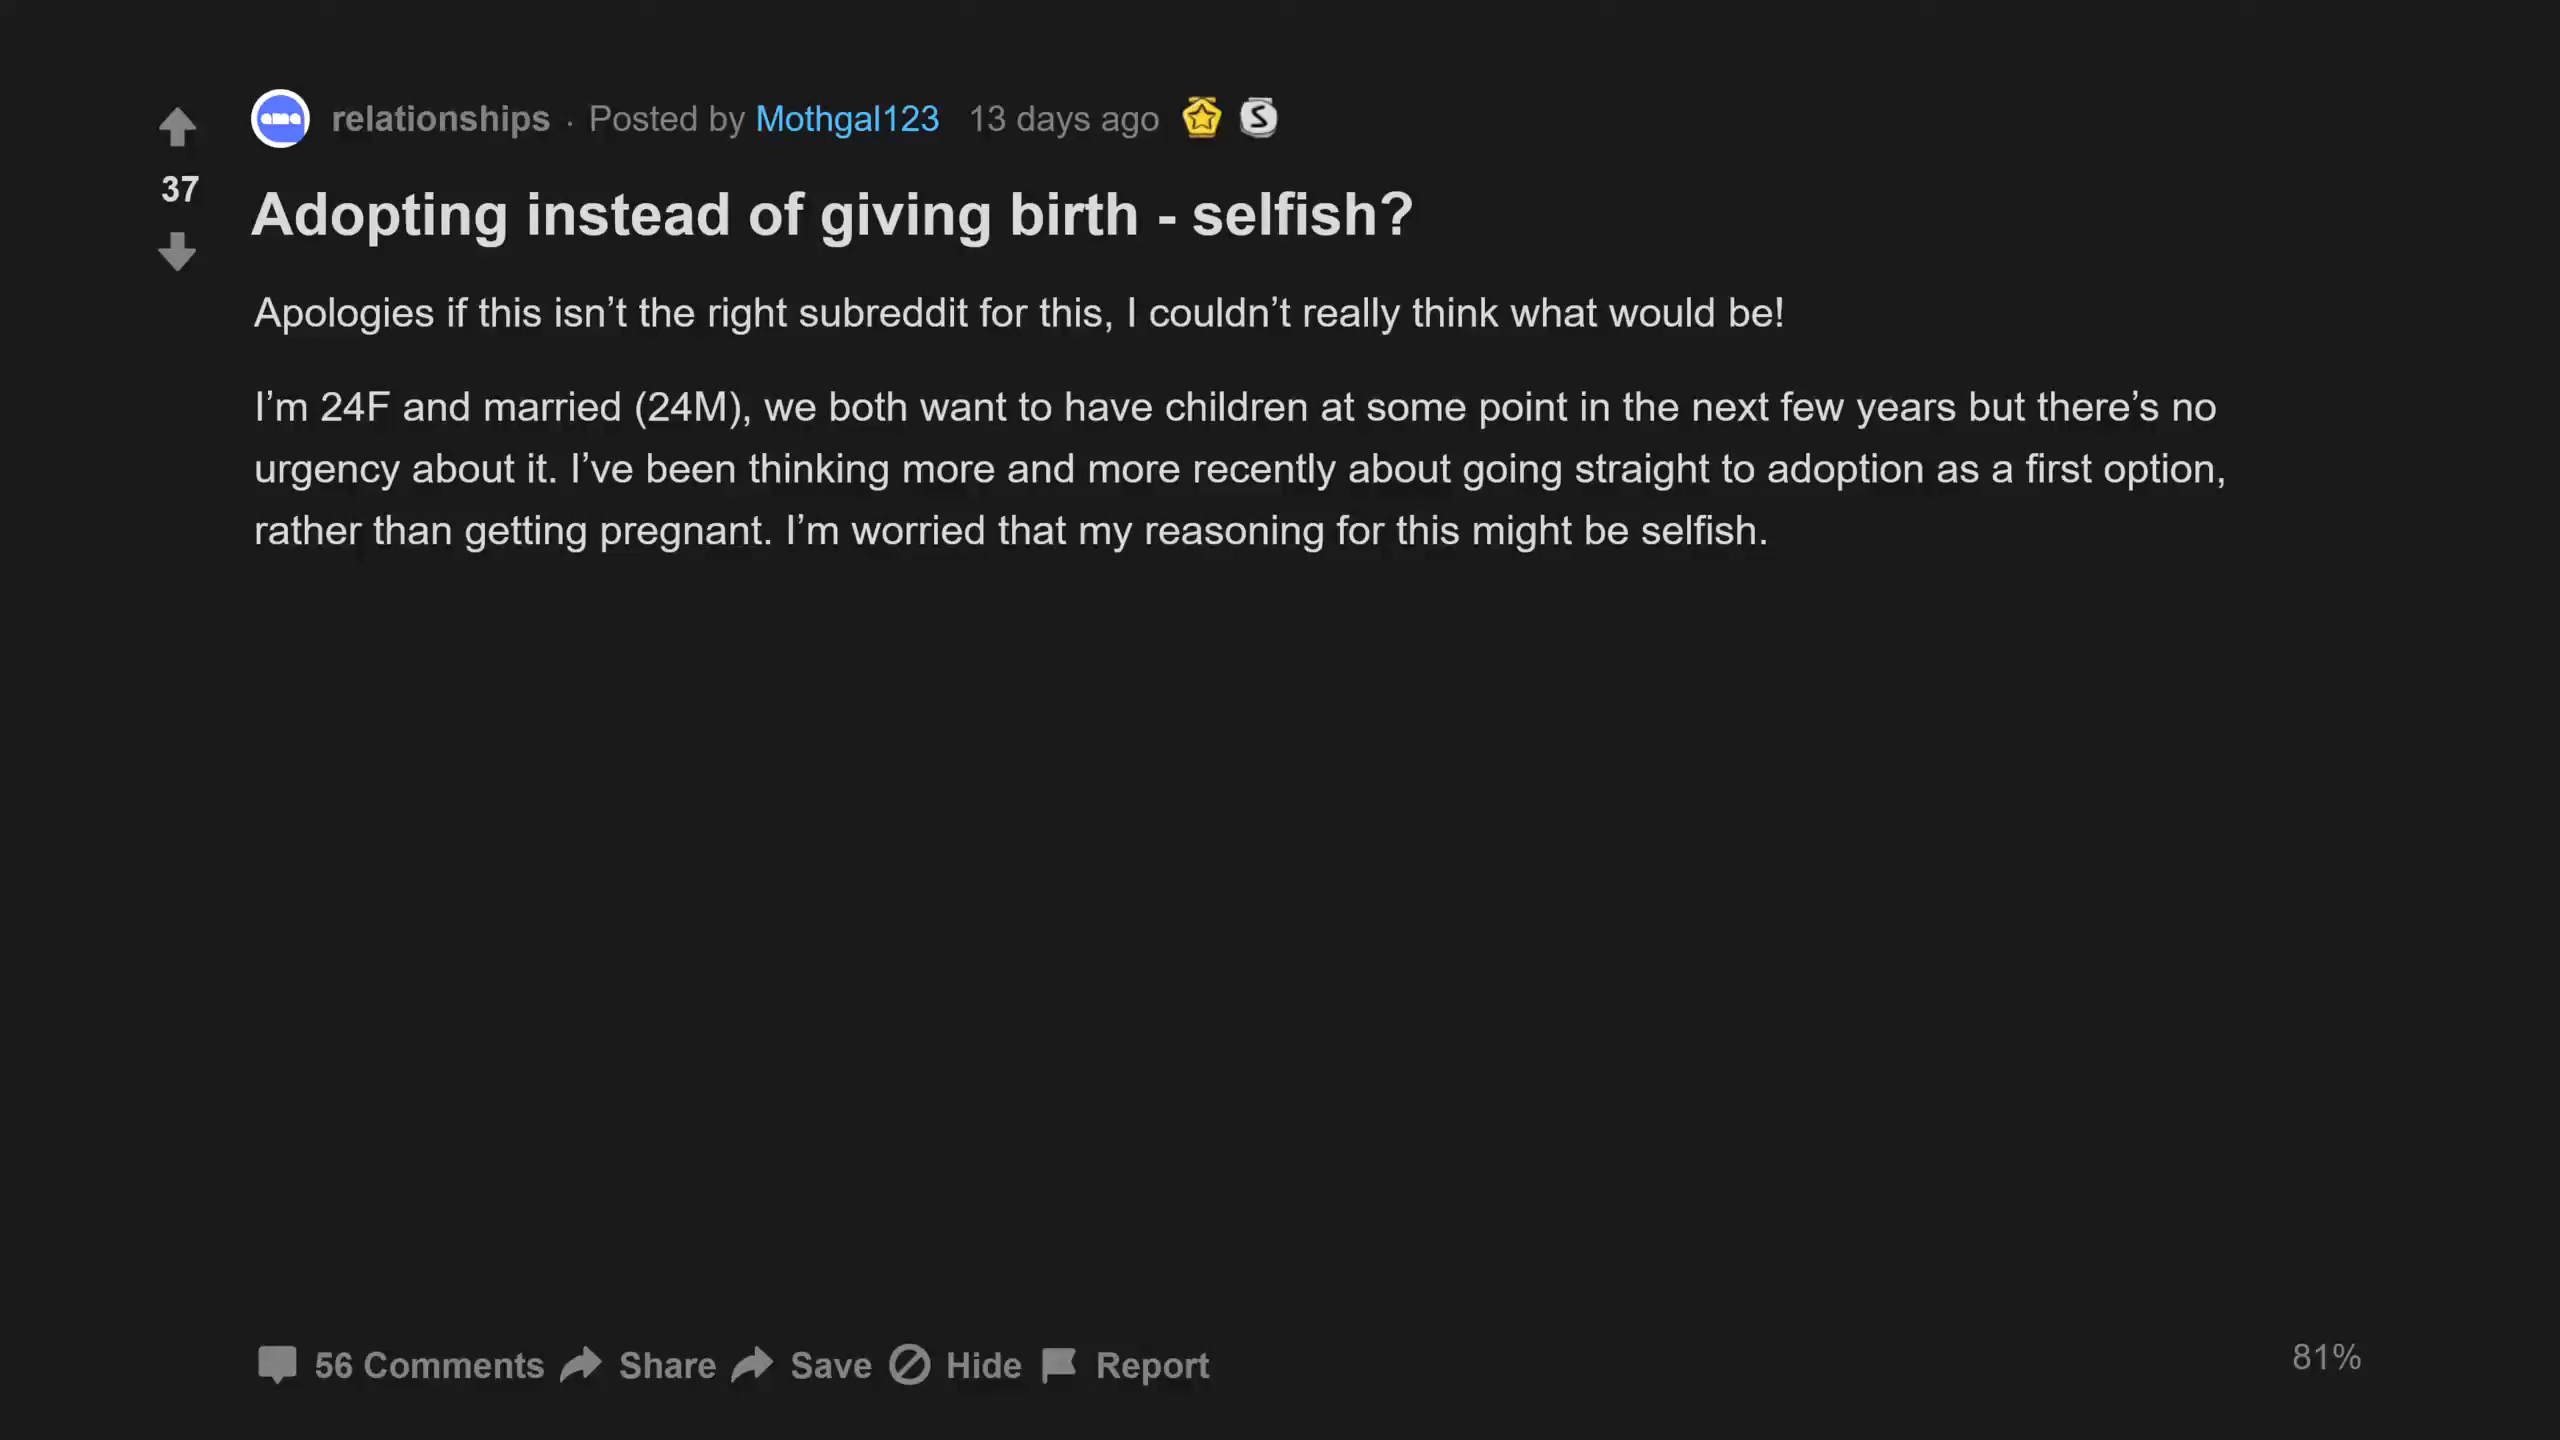 relationships · Posted by Mothgal123 13 days ago
37
Adopting instead of giving birth - selfish?
Apologies if this isn’t the right subreddit for this, I couldn’t really think what would be!
I’m 24F and married (24M), we both want to have children at some point in the next few years but there’s no
urgency about it. I’ve been thinking more and more recently about going straight to adoption as a first option,
rather than getting pregnant. I’m worried that my reasoning for this might be selfish.
56 Comments Share Save Hide Report
81%